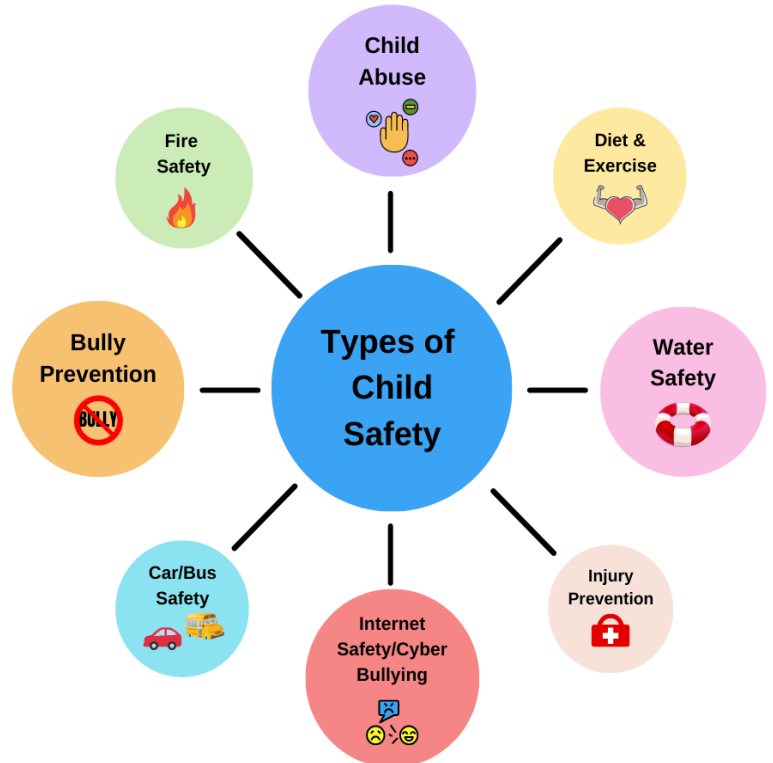 Child
Abuse
Fire
Safety
Diet &
Exercise
Bully
Prevention
BULLY
Types of
Child
Safety
Water
Safety
Car/Bus
Safety
Internet
Safety/Cyber
Bullying
Injury
Prevention